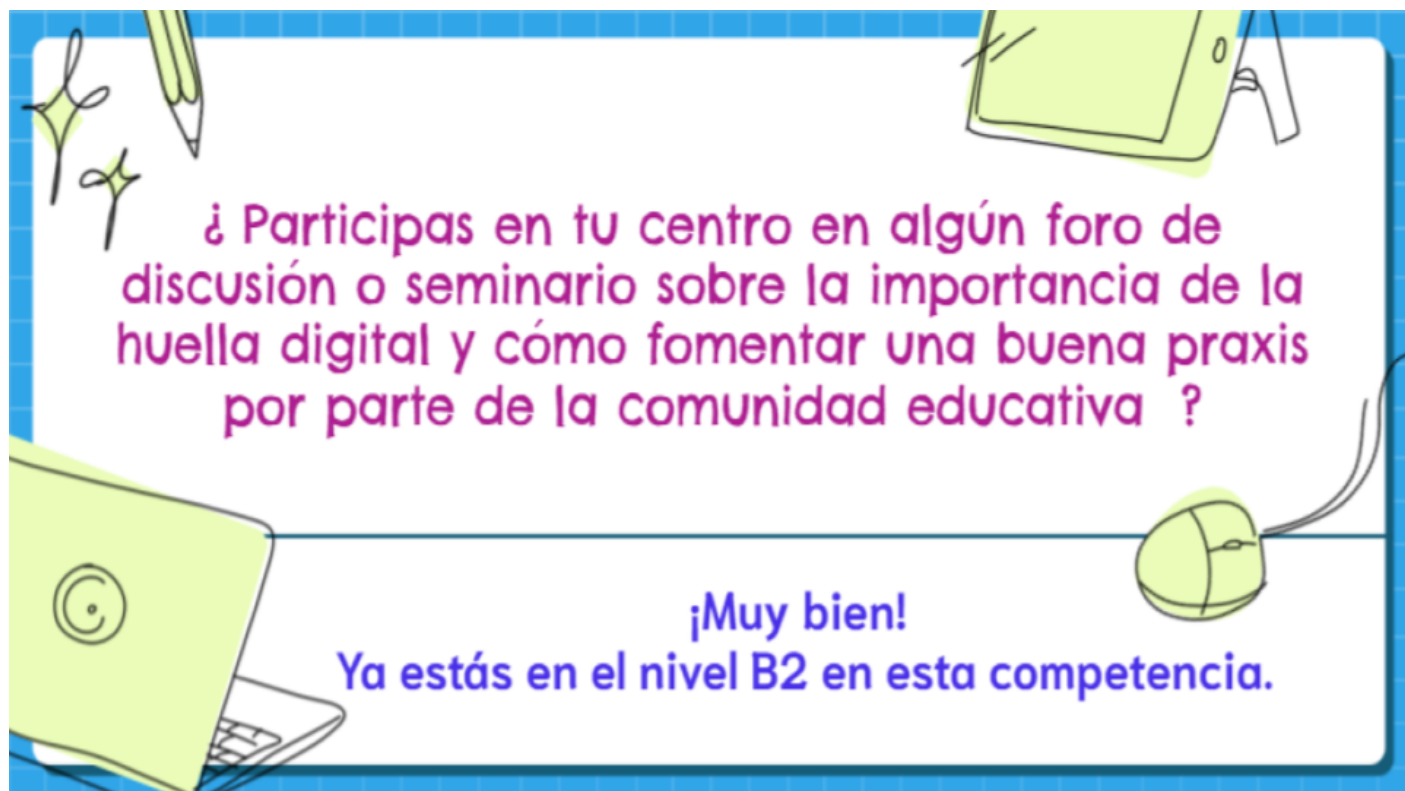 ¿ Participas en tu centro en algún foro de
discusión o seminario sobre la importancia de la
huella digital y cómo fomentar una buena praxis
por parte de la comunidad educativa ?
¡Muy bien!
Ya estás en el nivel B2 en esta competencia.